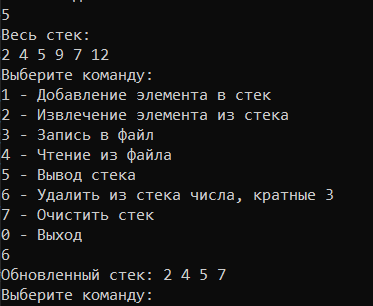 5
Весь стек:
2 4 5 9 7 12
Выберите команду:
1 - Добавление элемента в стек
2 - Извлечение элемента из стека
3 - Запись в файл
4 - Чтение из файла
5 - Вывод стека
6 - Удалить из стека числа, кратные 3
7 - Очистить стек
0 - Выход
6
Обновленный стек: 2 4 5 7
Выберите команду: